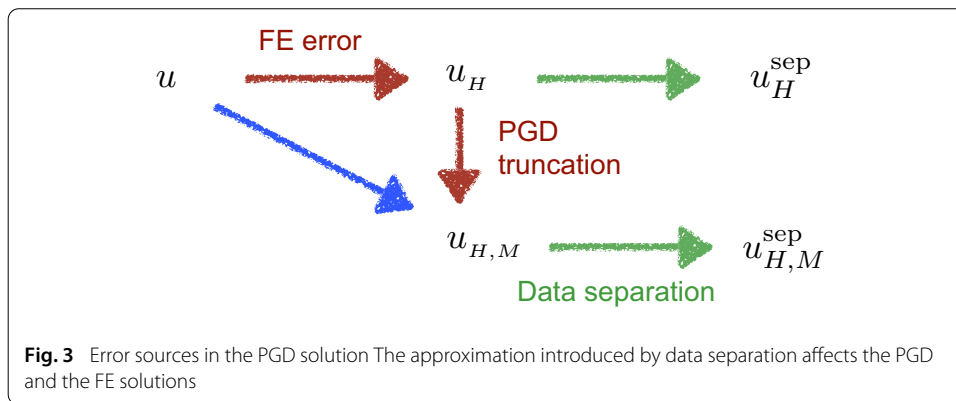 FE error
u u_H u_H^sep
PGD
truncation
u_{H,M} u_{H,M}^sep
Data separation
Fig. 3 Error sources in the PGD solution The approximation introduced by data separation affects the PGD
and the FE solutions